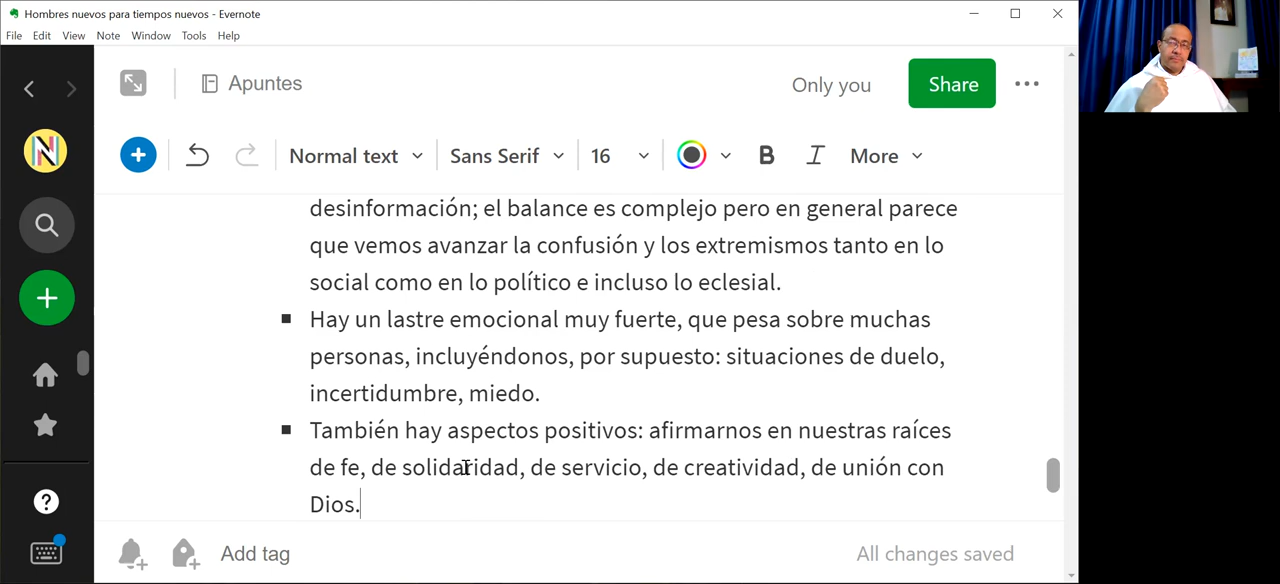 Hombres nuevos para tiempos nuevos - Evernote
File Edit View Note Window Tools Help
Apuntes
Only you
Share
Normal text
Sans Serif
16
B
I
More
desinformación; el balance es complejo pero en general parece
que vemos avanzar la confusión y los extremismos tanto en lo
social como en lo político e incluso lo eclesial.
Hay un lastre emocional muy fuerte, que pesa sobre muchas
personas, incluyéndonos, por supuesto: situaciones de duelo,
incertidumbre, miedo.
También hay aspectos positivos: afirmarnos en nuestras raíces
de fe, de solidaridad, de servicio, de creatividad, de unión con
Dios.
Add tag
All changes saved